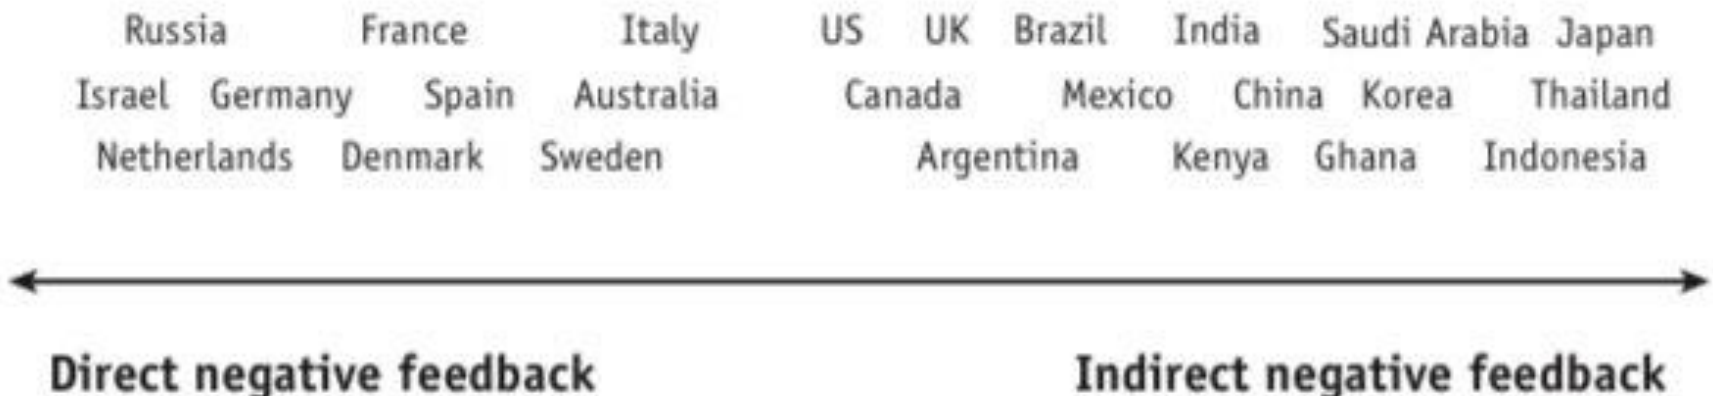 Russia France Italy US UK Brazil India Saudi Arabia Japan
Israel Germany Spain Australia Canada Mexico China Korea Thailand
Netherlands Denmark Sweden Argentina Kenya Ghana Indonesia
Direct negative feedback Indirect negative feedback